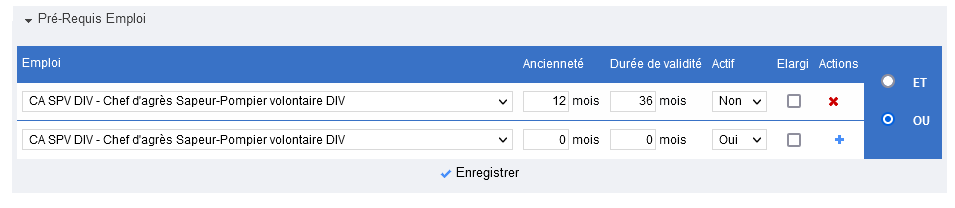 Pré-Requis Emploi
Emploi Ancienneté Durée de validité Actif Elargi Actions
ET
CA SPV DIV - Chef d'agrès Sapeur-Pompier volontaire DIV 12 mois 36 mois Non
OU
CA SPV DIV - Chef d'agrès Sapeur-Pompier volontaire DIV 0 mois 0 mois Oui
Enregistrer